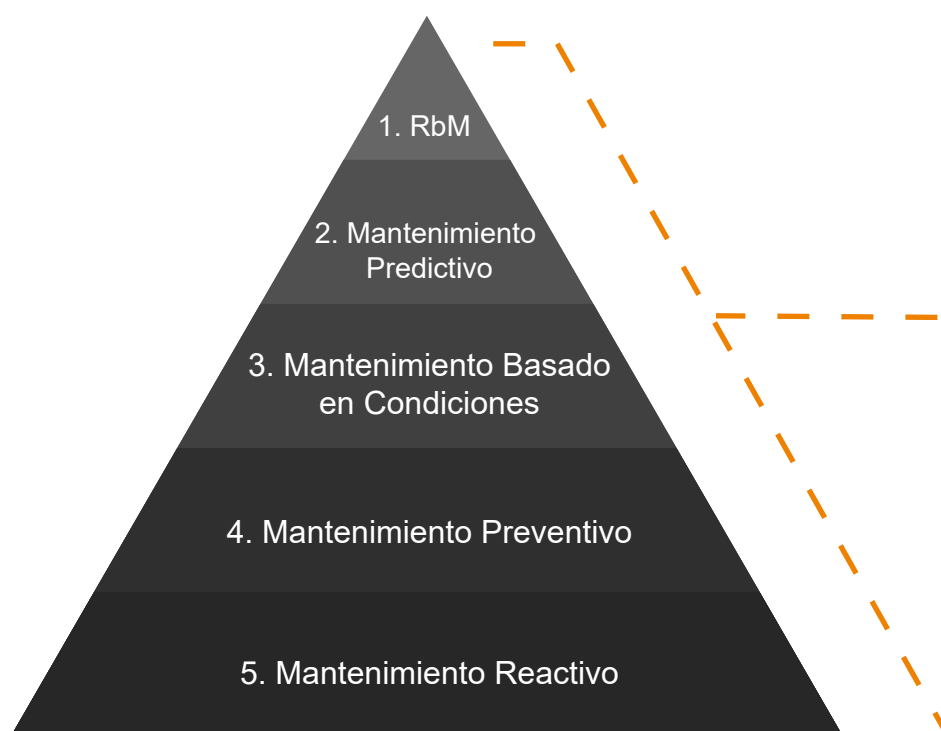 1. RbM
2. Mantenimiento
Predictivo
3. Mantenimiento Basado
en Condiciones
4. Mantenimiento Preventivo
5. Mantenimiento Reactivo